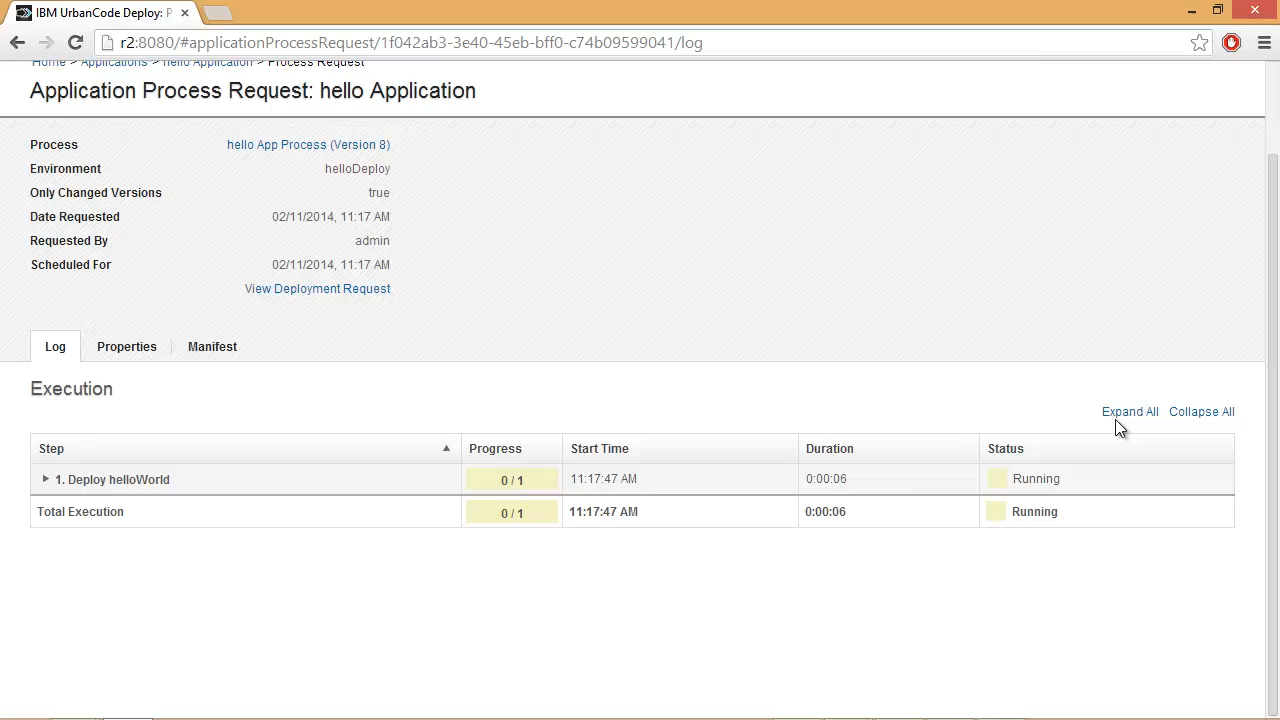 IBM UrbanCode Deploy: P
r2:8080/#applicationProcessRequest/1f042ab3-3e40-45eb-bff0-c74b09599041/log
Home > Applications > hello Application > Process Request
Application Process Request: hello Application
Process hello App Process (Version 8)
Environment helloDeploy
Only Changed Versions true
Date Requested 02/11/2014, 11:17 AM
Requested By admin
Scheduled For 02/11/2014, 11:17 AM
View Deployment Request
Log Properties Manifest
Execution
Expand All Collapse All
Step Progress Start Time Duration Status
1. Deploy helloWorld 0 / 1 11:17:47 AM 0:00:06 Running
Total Execution 0 / 1 11:17:47 AM 0:00:06 Running